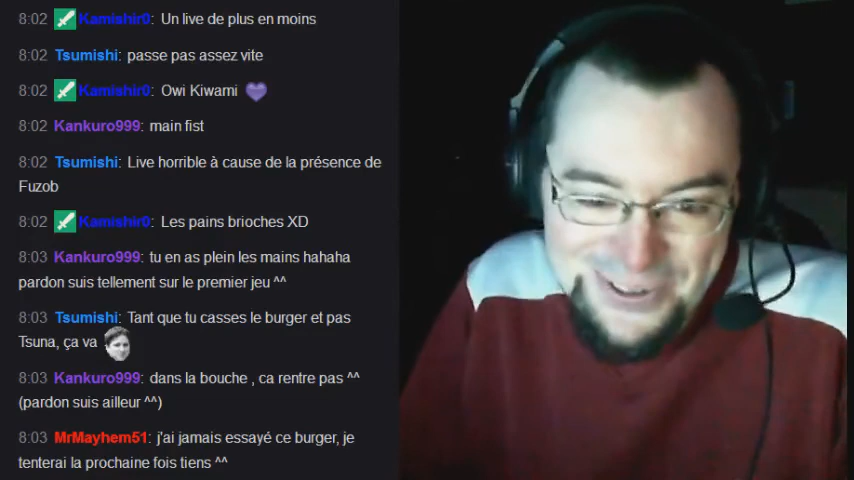 8:02 Kamishir0: Un live de plus en moins
8:02 Tsumishi: passe pas assez vite
8:02 Kamishir0: Owi Kiwami
8:02 Kankuro999: main fist
8:02 Tsumishi: Live horrible à cause de la présence de
Fuzob
8:02 Kamishir0: Les pains brioches XD
8:03 Kankuro999: tu en as plein les mains hahaha
pardon suis tellement sur le premier jeu ^^
8:03 Tsumishi: Tant que tu casses le burger et pas
Tsuna, ça va
8:03 Kankuro999: dans la bouche , ca rentre pas ^^
(pardon suis ailleur ^^)
8:03 MrMayhem51: j'ai jamais essayé ce burger, je
tenterai la prochaine fois tiens ^^